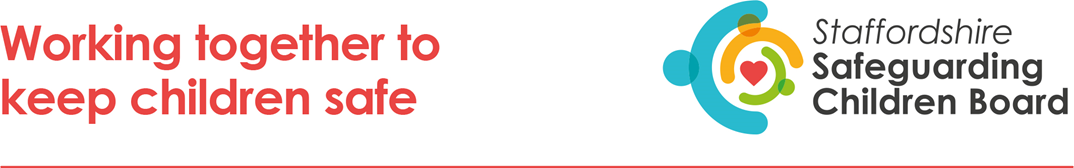 Working together to
keep children safe
Staffordshire
Safeguarding
Children Board